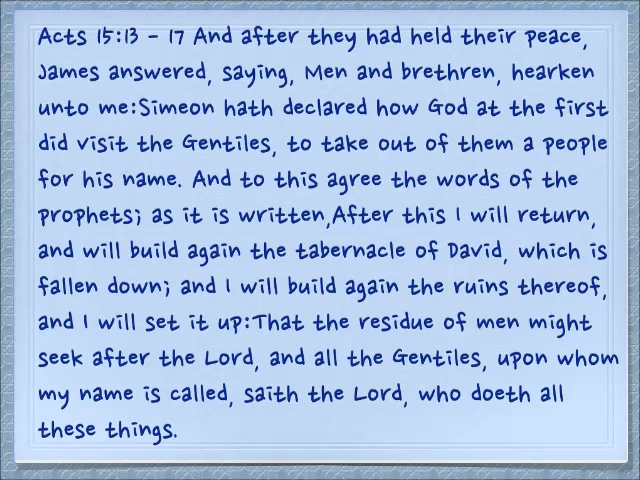 Acts 15:13 - 17 And after they had held their peace,
James answered, saying, Men and brethren, hearken
unto me:Simeon hath declared how God at the first
did visit the Gentiles, to take out of them a people
for his name. And to this agree the words of the
prophets; as it is written,After this I will return,
and will build again the tabernacle of David, which is
fallen down; and I will build again the ruins thereof,
and I will set it up:That the residue of men might
seek after the Lord, and all the Gentiles, upon whom
my name is called, saith the Lord, who doeth all
these things.